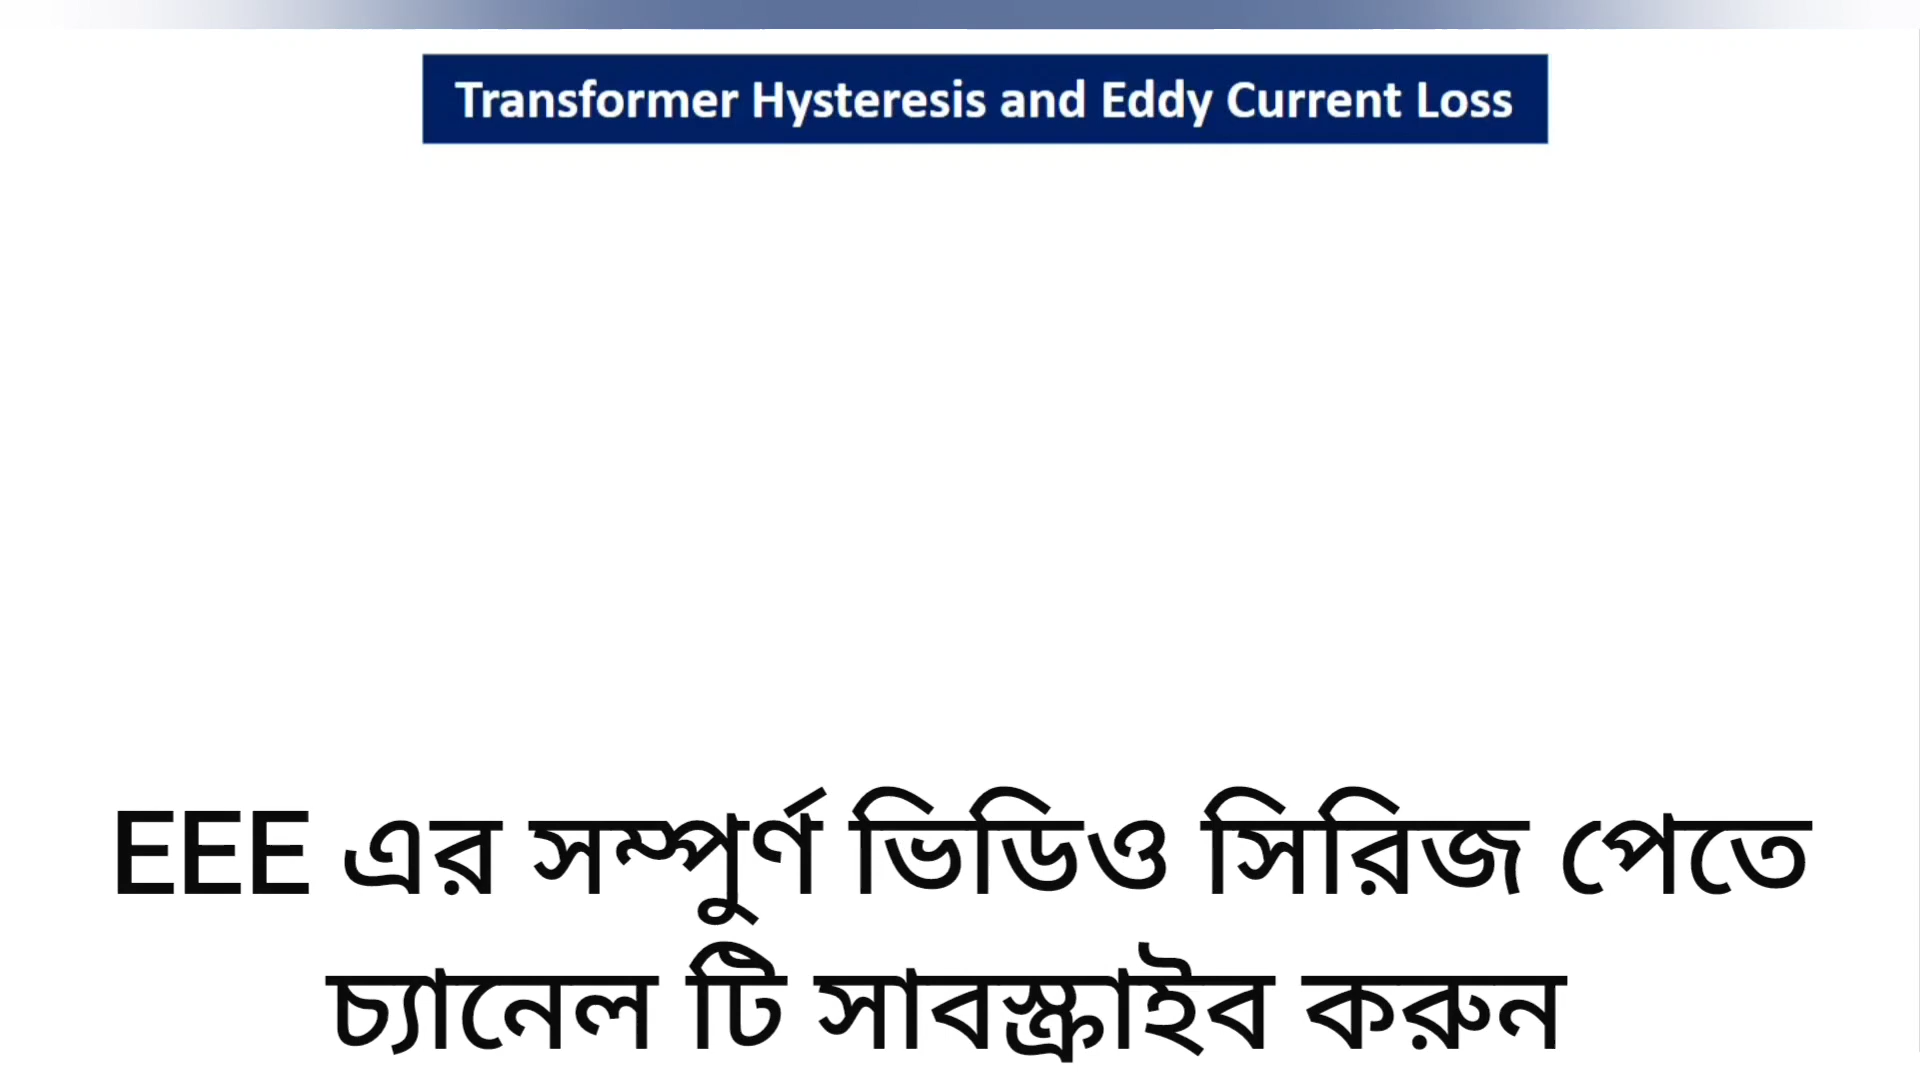 Transformer Hysteresis and Eddy Current Loss
EEE এর সম্পুর্ণ ভিডিও সিরিজ পেতে
চ্যানেল টি সাবস্ক্রাইব করুন